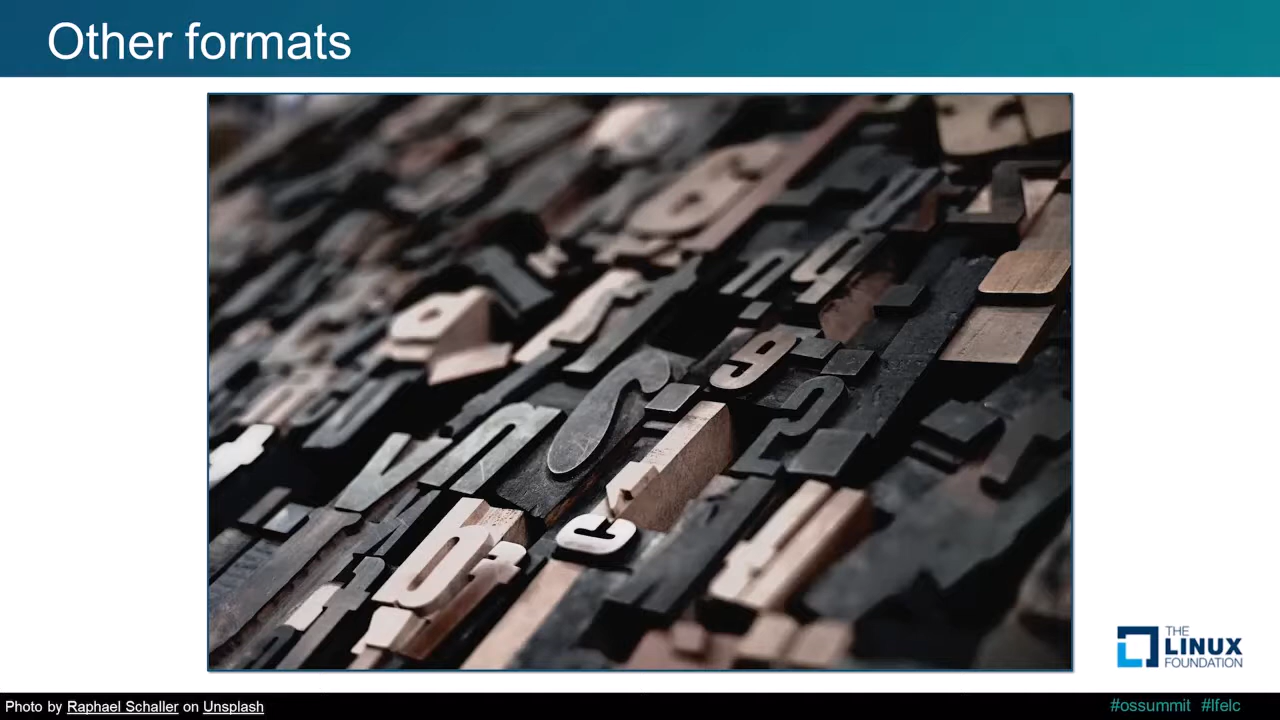 Other formats
THE
LINUX
FOUNDATION
Photo by Raphael Schaller on Unsplash
#ossummit #lfelc